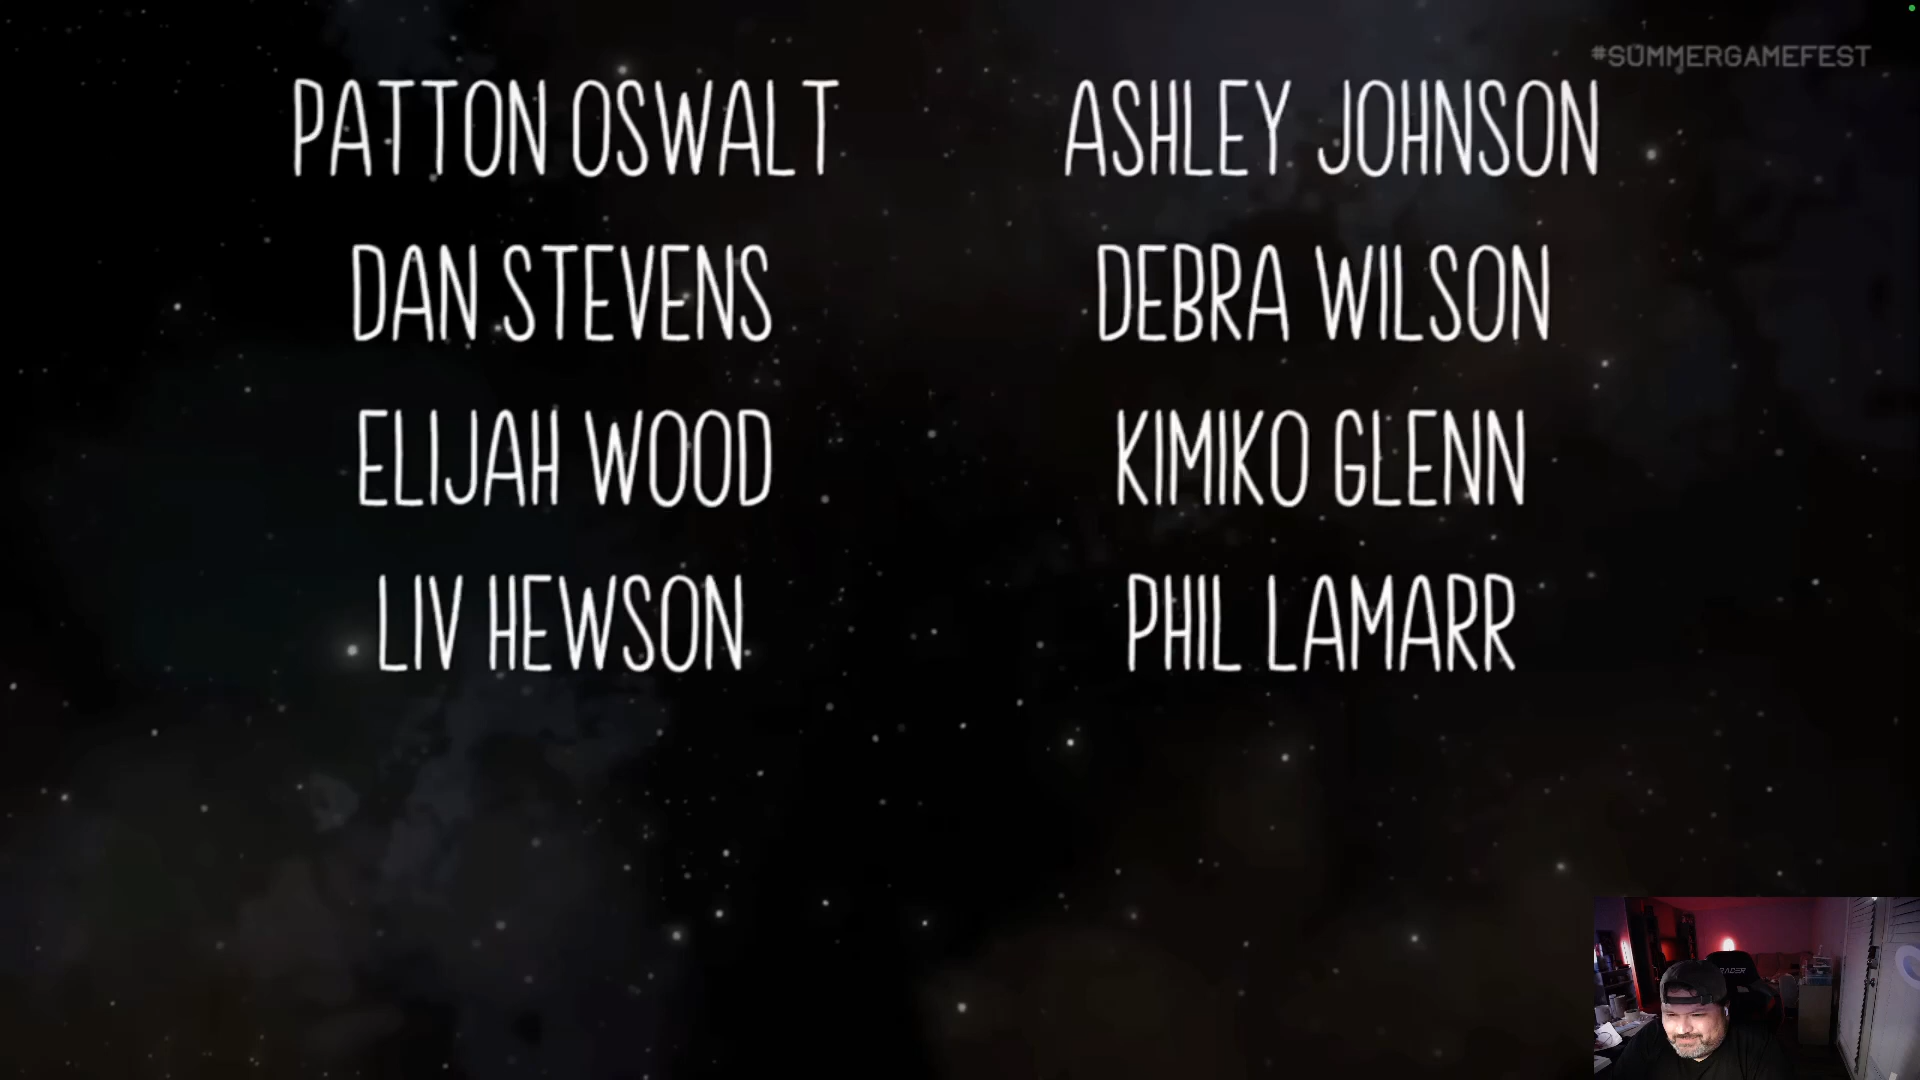 #SUMMERGAMEFEST
PATTON OSWALT
ASHLEY JOHNSON
DAN STEVENS
DEBRA WILSON
ELIJAH WOOD
KIMIKO GLENN
LIV HEWSON
PHIL LAMARR